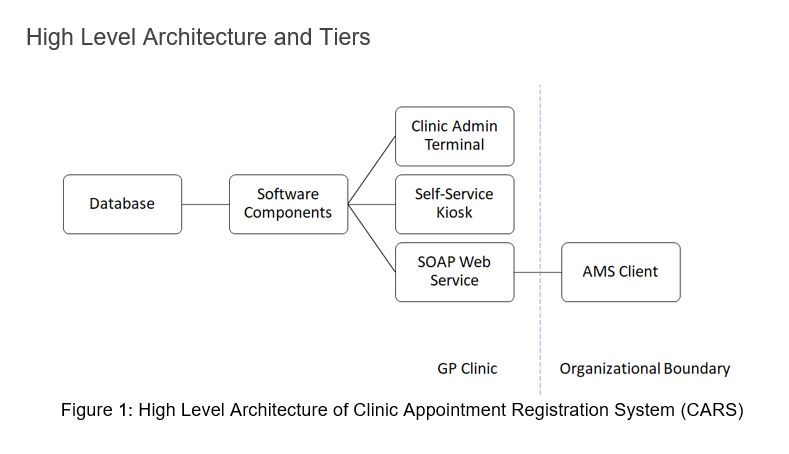 High Level Architecture and Tiers
Clinic Admin
Terminal
Database
Software
Components
Self-Service
Kiosk
SOAP Web
Service
AMS Client
GP Clinic
Organizational Boundary
Figure 1: High Level Architecture of Clinic Appointment Registration System (CARS)